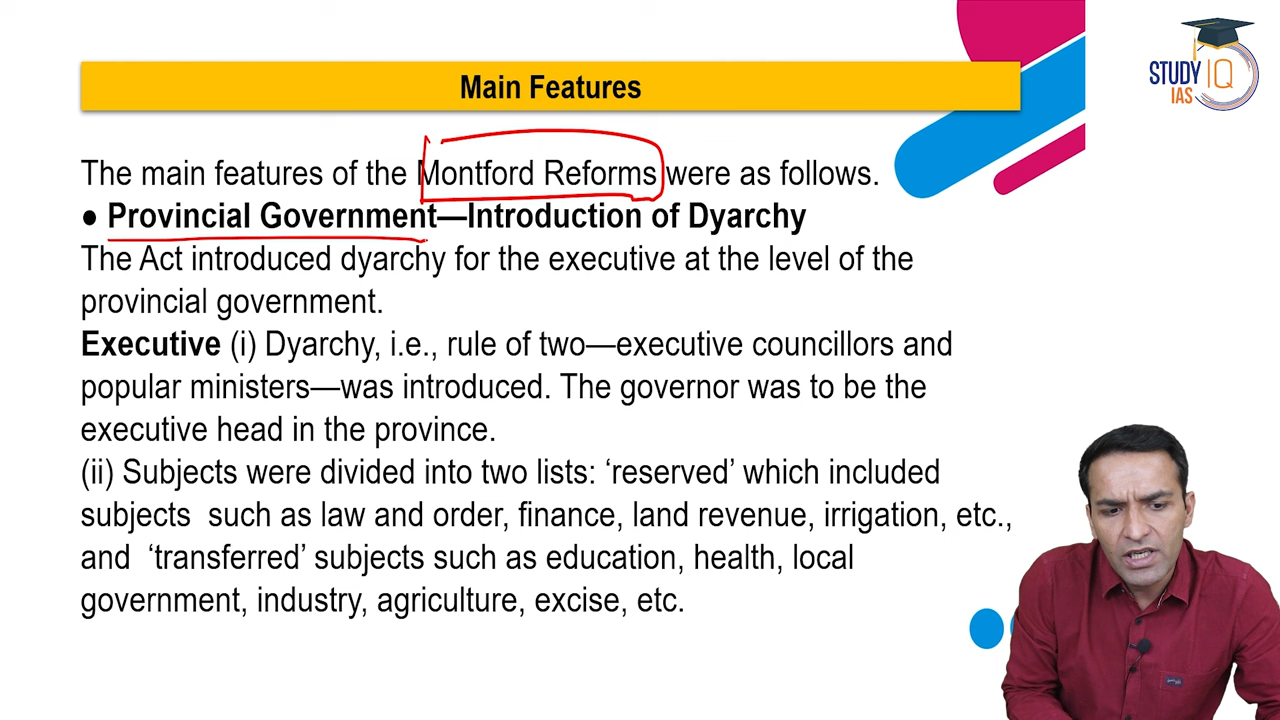 Main Features
STUDY IQ
IAS
The main features of the Montford Reforms were as follows.
● Provincial Government—Introduction of Dyarchy
The Act introduced dyarchy for the executive at the level of the
provincial government.
Executive (i) Dyarchy, i.e., rule of two—executive councillors and
popular ministers—was introduced. The governor was to be the
executive head in the province.
(ii) Subjects were divided into two lists: ‘reserved’ which included
subjects such as law and order, finance, land revenue, irrigation, etc.,
and ‘transferred’ subjects such as education, health, local
government, industry, agriculture, excise, etc.